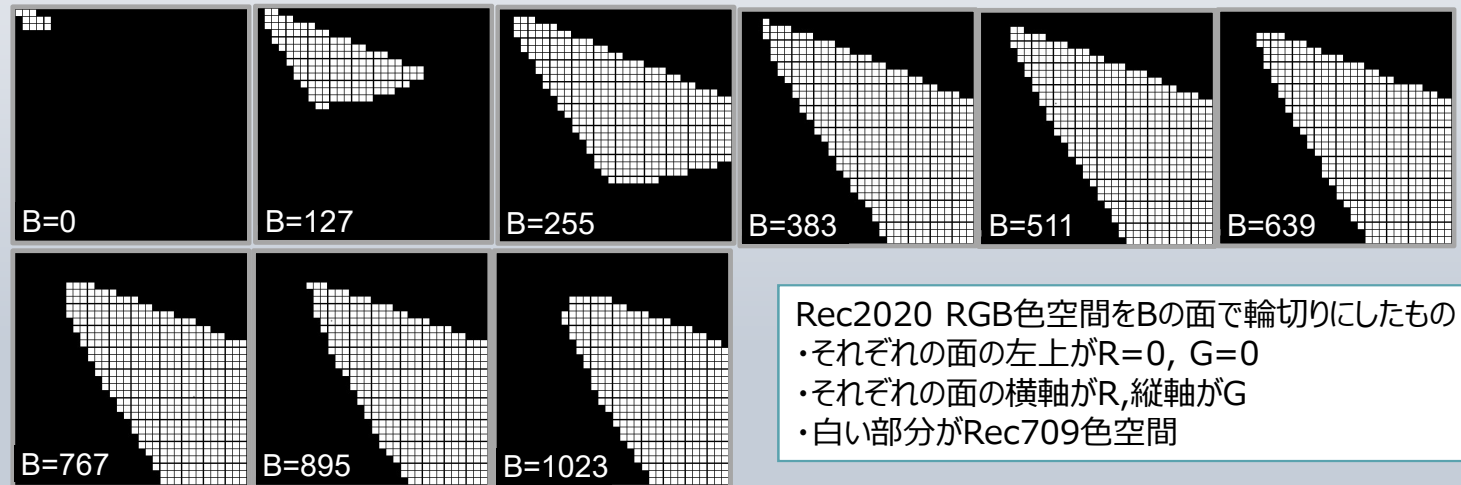 B=0
B=127
B=255
B=383
B=511
B=639
B=767
B=895
B=1023
Rec2020 RGB色空間をBの面で輪切りにしたもの
・それぞれの面の左上がR=0, G=0
・それぞれの面の横軸がR,縦軸がG
・白い部分がRec709色空間